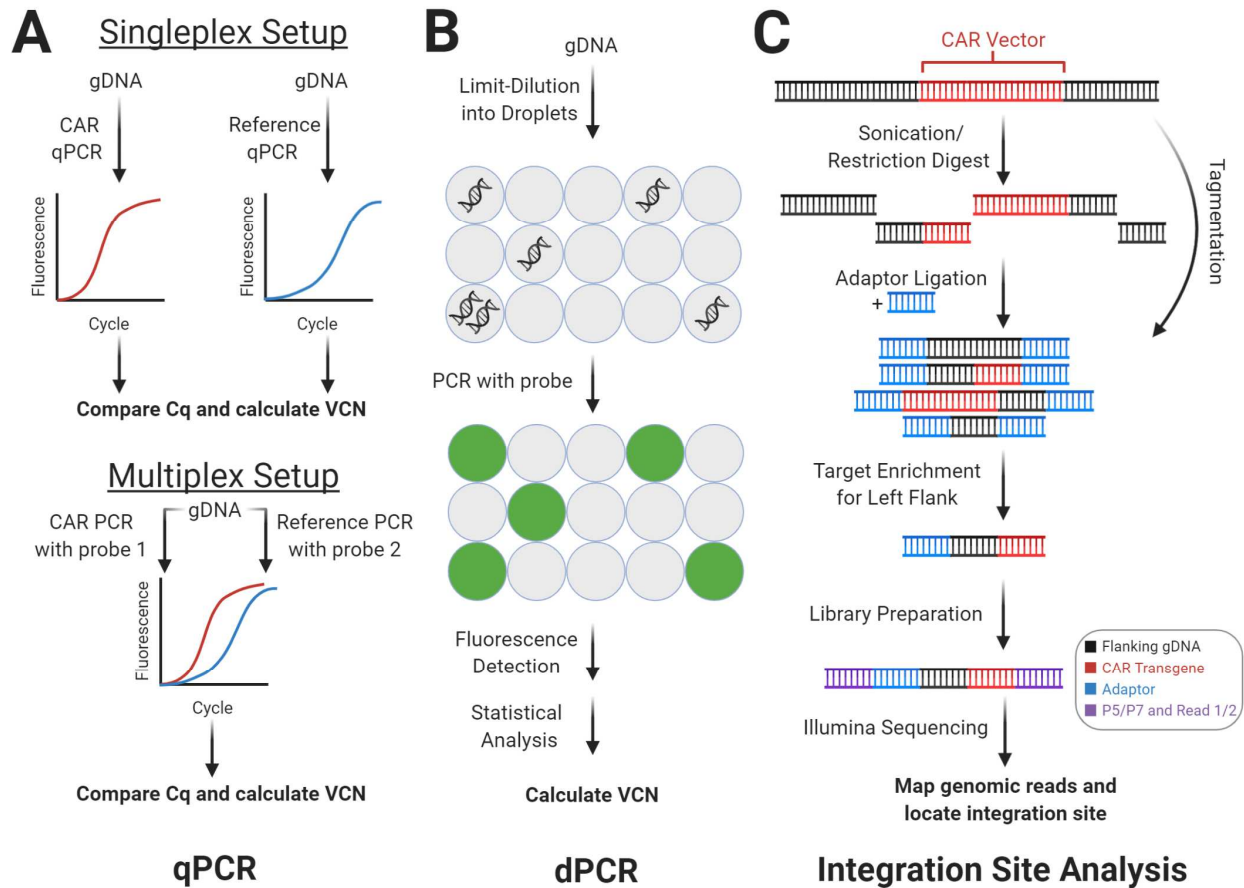 A
Singleplex Setup
gDNA
gDNA
CAR
qPCR
Reference
qPCR
Fluorescence
Cycle
Fluorescence
Cycle
Compare Cq and calculate VCN
Multiplex Setup
gDNA
CAR PCR
with probe 1
Reference PCR
with probe 2
Fluorescence
Cycle
Compare Cq and calculate VCN
qPCR
B
gDNA
Limit-Dilution
into Droplets
PCR with probe
Fluorescence
Detection
Statistical
Analysis
Calculate VCN
dPCR
C
CAR Vector
Sonication/
Restriction Digest
Tagmentation
Adaptor Ligation
+
Target Enrichment
for Left Flank
Library Preparation
Flanking gDNA
CAR Transgene
Adaptor
P5/P7 and Read 1/2
Illumina Sequencing
Map genomic reads and
locate integration site
Integration Site Analysis